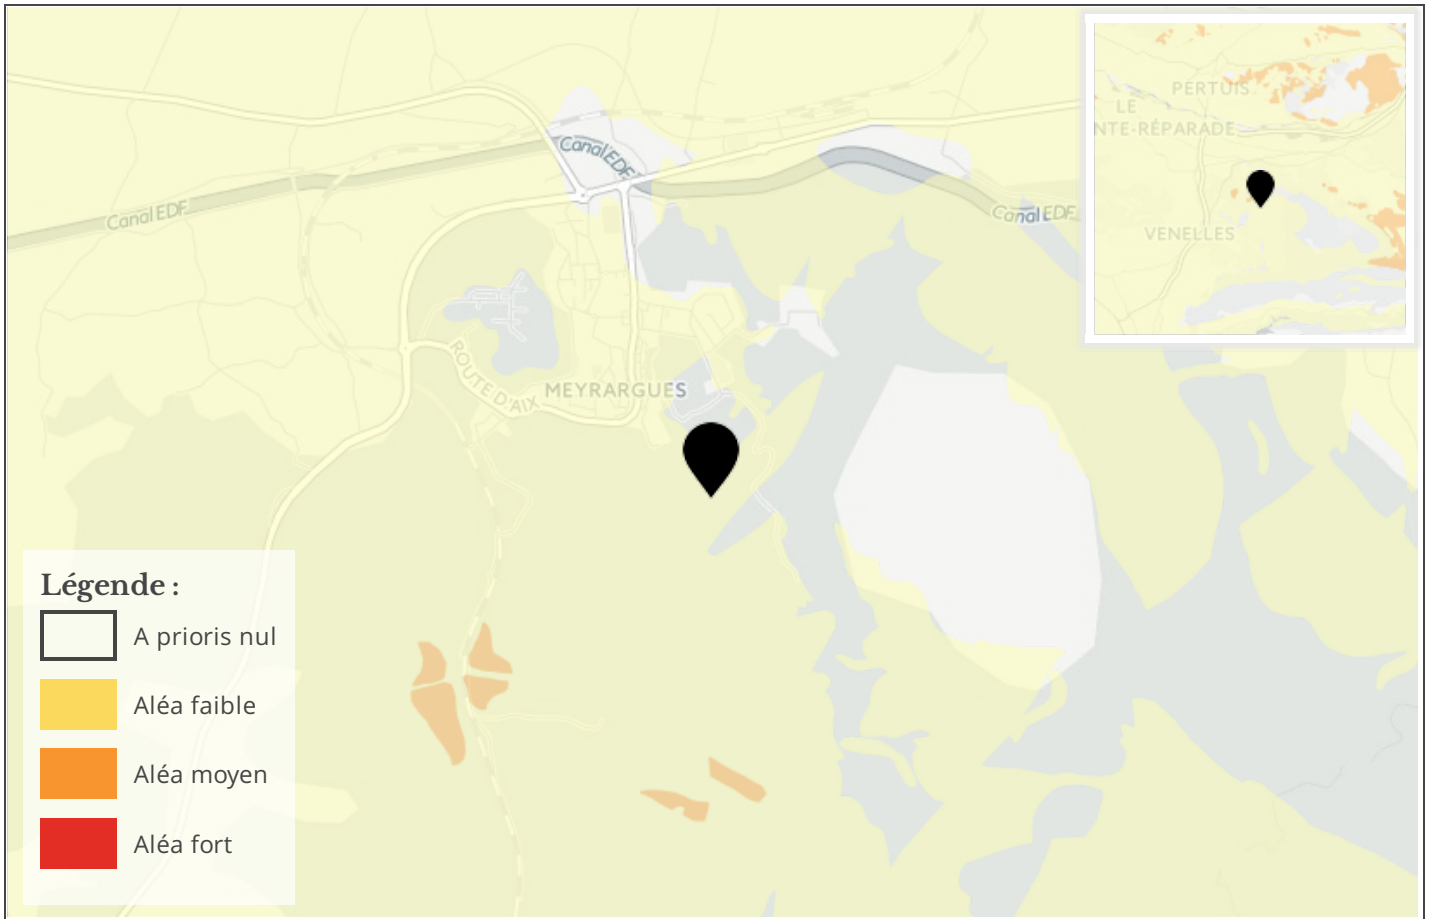 PERTUIS
LE
NTE-RÉPARADE
VENELLES
Canal EDF
Canal EDF
Canal EDF
ROUTE D'AIX
MEYRARGUES
Légende :
A prioris nul
Aléa faible
Aléa moyen
Aléa fort